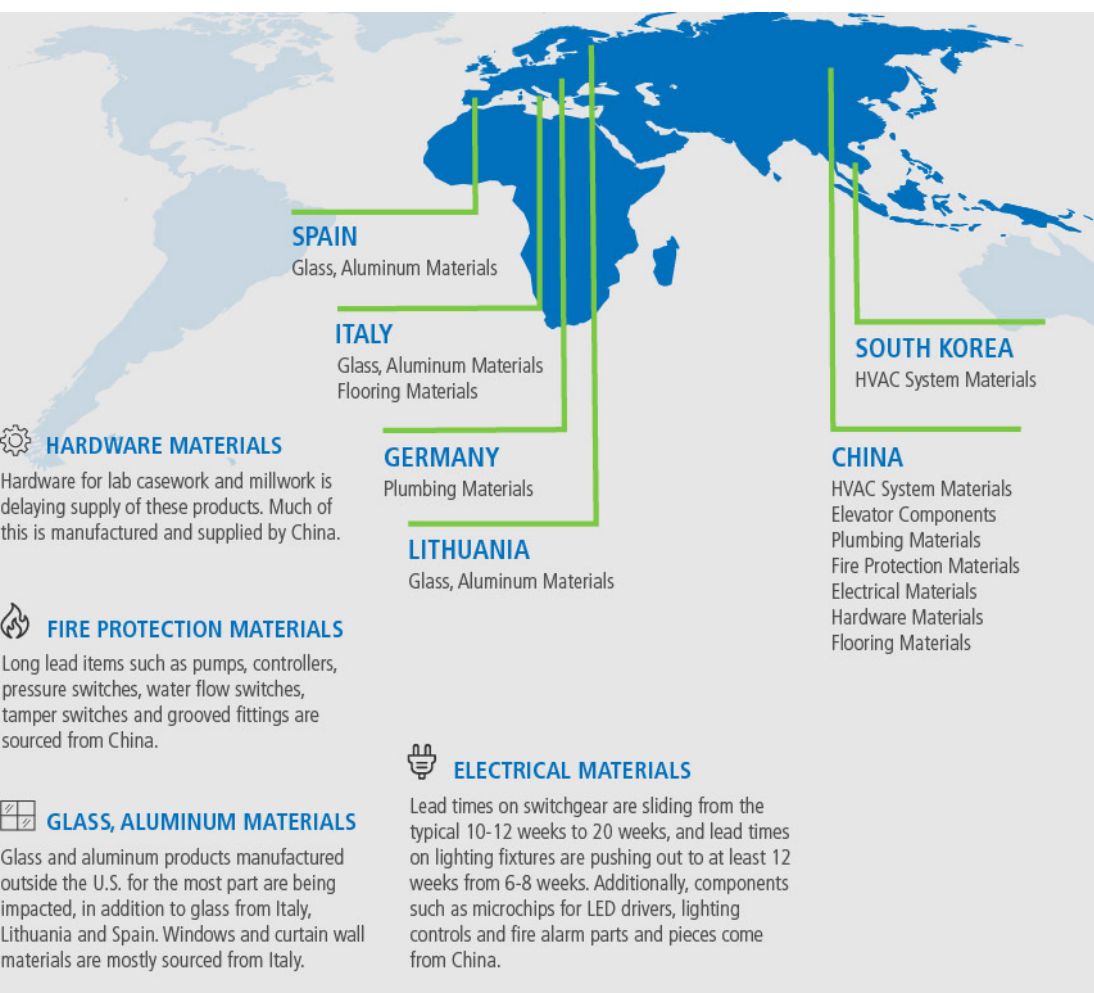 SPAIN
Glass, Aluminum Materials
ITALY
Glass, Aluminum Materials
Flooring Materials
GERMANY
Plumbing Materials
LITHUANIA
Glass, Aluminum Materials
SOUTH KOREA
HVAC System Materials
CHINA
HVAC System Materials
Elevator Components
Plumbing Materials
Fire Protection Materials
Electrical Materials
Hardware Materials
Flooring Materials
HARDWARE MATERIALS
Hardware for lab casework and millwork is
delaying supply of these products. Much of
this is manufactured and supplied by China.
FIRE PROTECTION MATERIALS
Long lead items such as pumps, controllers,
pressure switches, water flow switches,
tamper switches and grooved fittings are
sourced from China.
GLASS, ALUMINUM MATERIALS
Glass and aluminum products manufactured
outside the U.S. for the most part are being
impacted, in addition to glass from Italy,
Lithuania and Spain. Windows and curtain wall
materials are mostly sourced from Italy.
ELECTRICAL MATERIALS
Lead times on switchgear are sliding from the
typical 10-12 weeks to 20 weeks, and lead times
on lighting fixtures are pushing out to at least 12
weeks from 6-8 weeks. Additionally, components
such as microchips for LED drivers, lighting
controls and fire alarm parts and pieces come
from China.